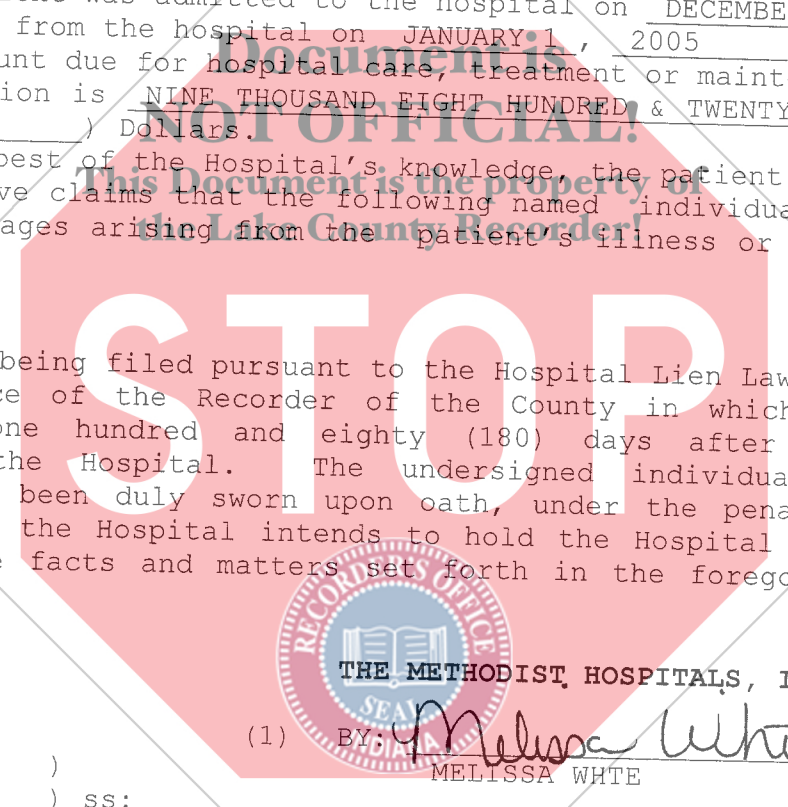 was admitted to the hospital on DECEMBE
from the hospital on JANUARY 1 , 2005
Document is
unt due for hospital care, treatment or maint-
ion is NINE THOUSAND EIGHT HUNDRED & TWENTY
NOT OFFICIAL!
) Dollars.
best of the Hospital's knowledge, the patient
This Document is the property of
ve claims that the following named individua
the Lake County Recorder!
ages arising from the patient's illness or
STOP
being filed pursuant to the Hospital Lien Law
ce of the Recorder of the County in which
one hundred and eighty (180) days after
the Hospital. The undersigned individua
been duly sworn upon oath, under the pena
the Hospital intends to hold the Hospital
e facts and matters set forth in the forego
RECORDER'S OFFICE
SEAL
INDIANA
THE METHODIST HOSPITALS, I
(1) BY: Melissa White
MELISSA WHTE
)
) ss: